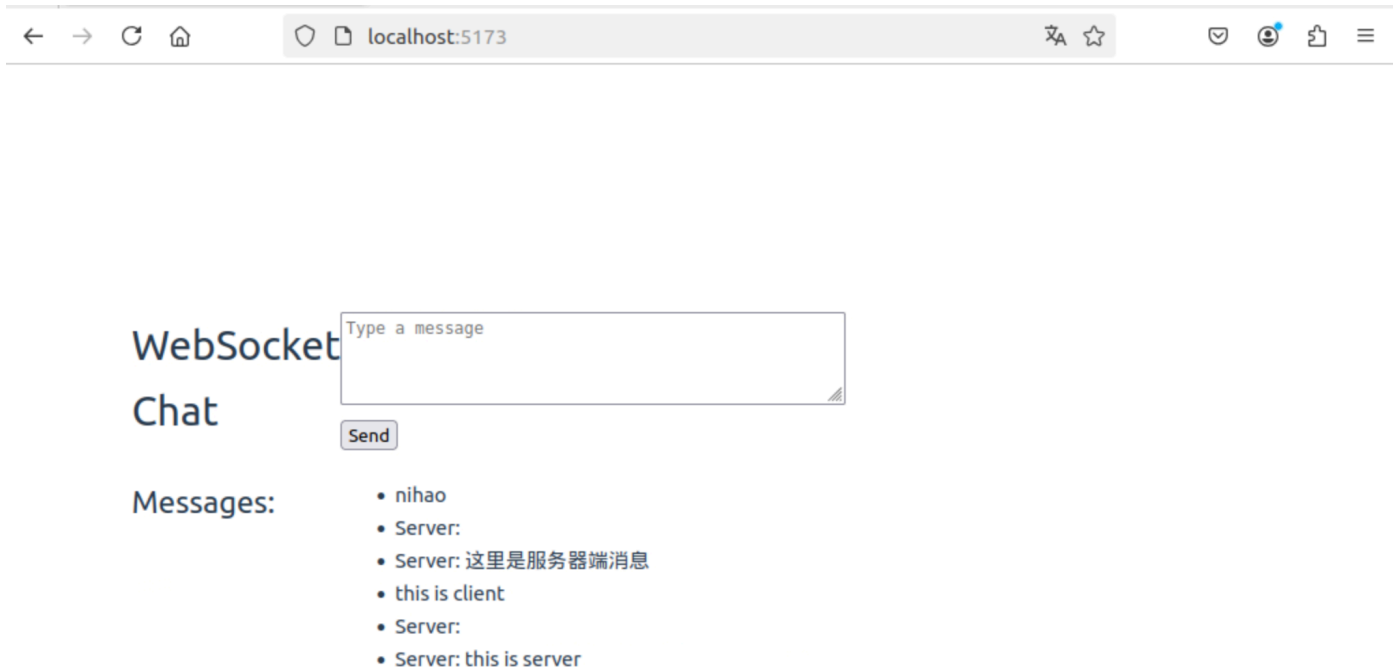 localhost:5173
WebSocket
Chat
Type a message
Send
Messages:
• nihao
• Server:
• Server: 这里是服务器端消息
• this is client
• Server:
• Server: this is server